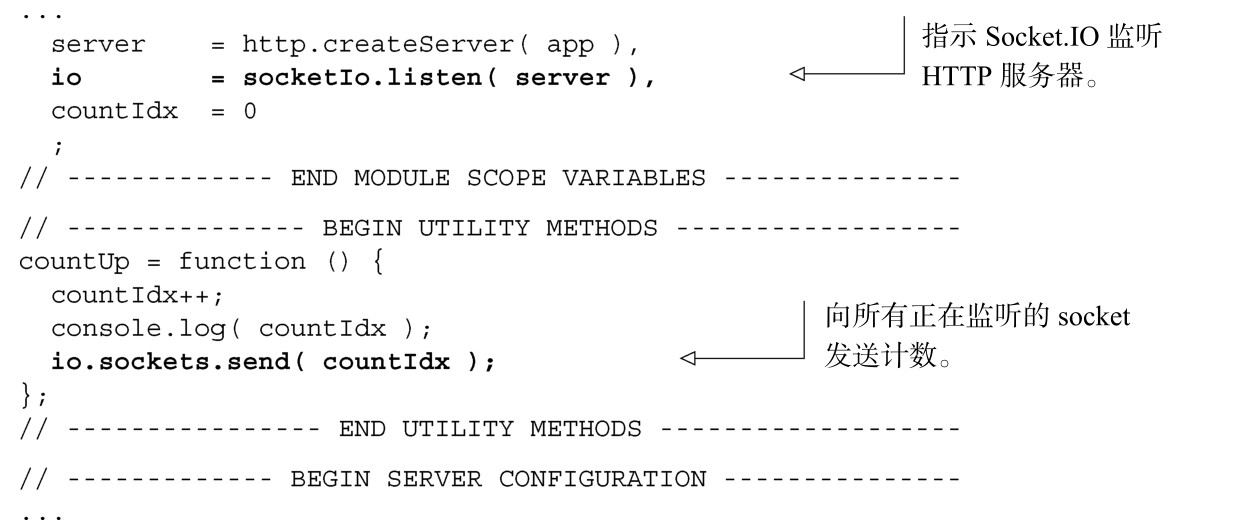 ...
  server    = http.createServer( app ),
  io        = socketIo.listen( server ),
指示 Socket.IO 监听
HTTP 服务器。
  countIdx  = 0
  ;
// ------------- END MODULE SCOPE VARIABLES ---------------
// --------------- BEGIN UTILITY METHODS ------------------
countUp = function () {
  countIdx++;
  console.log( countIdx );
  io.sockets.send( countIdx );
向所有正在监听的 socket
发送计数。
};
// ---------------- END UTILITY METHODS -------------------
// ------------- BEGIN SERVER CONFIGURATION ---------------
...